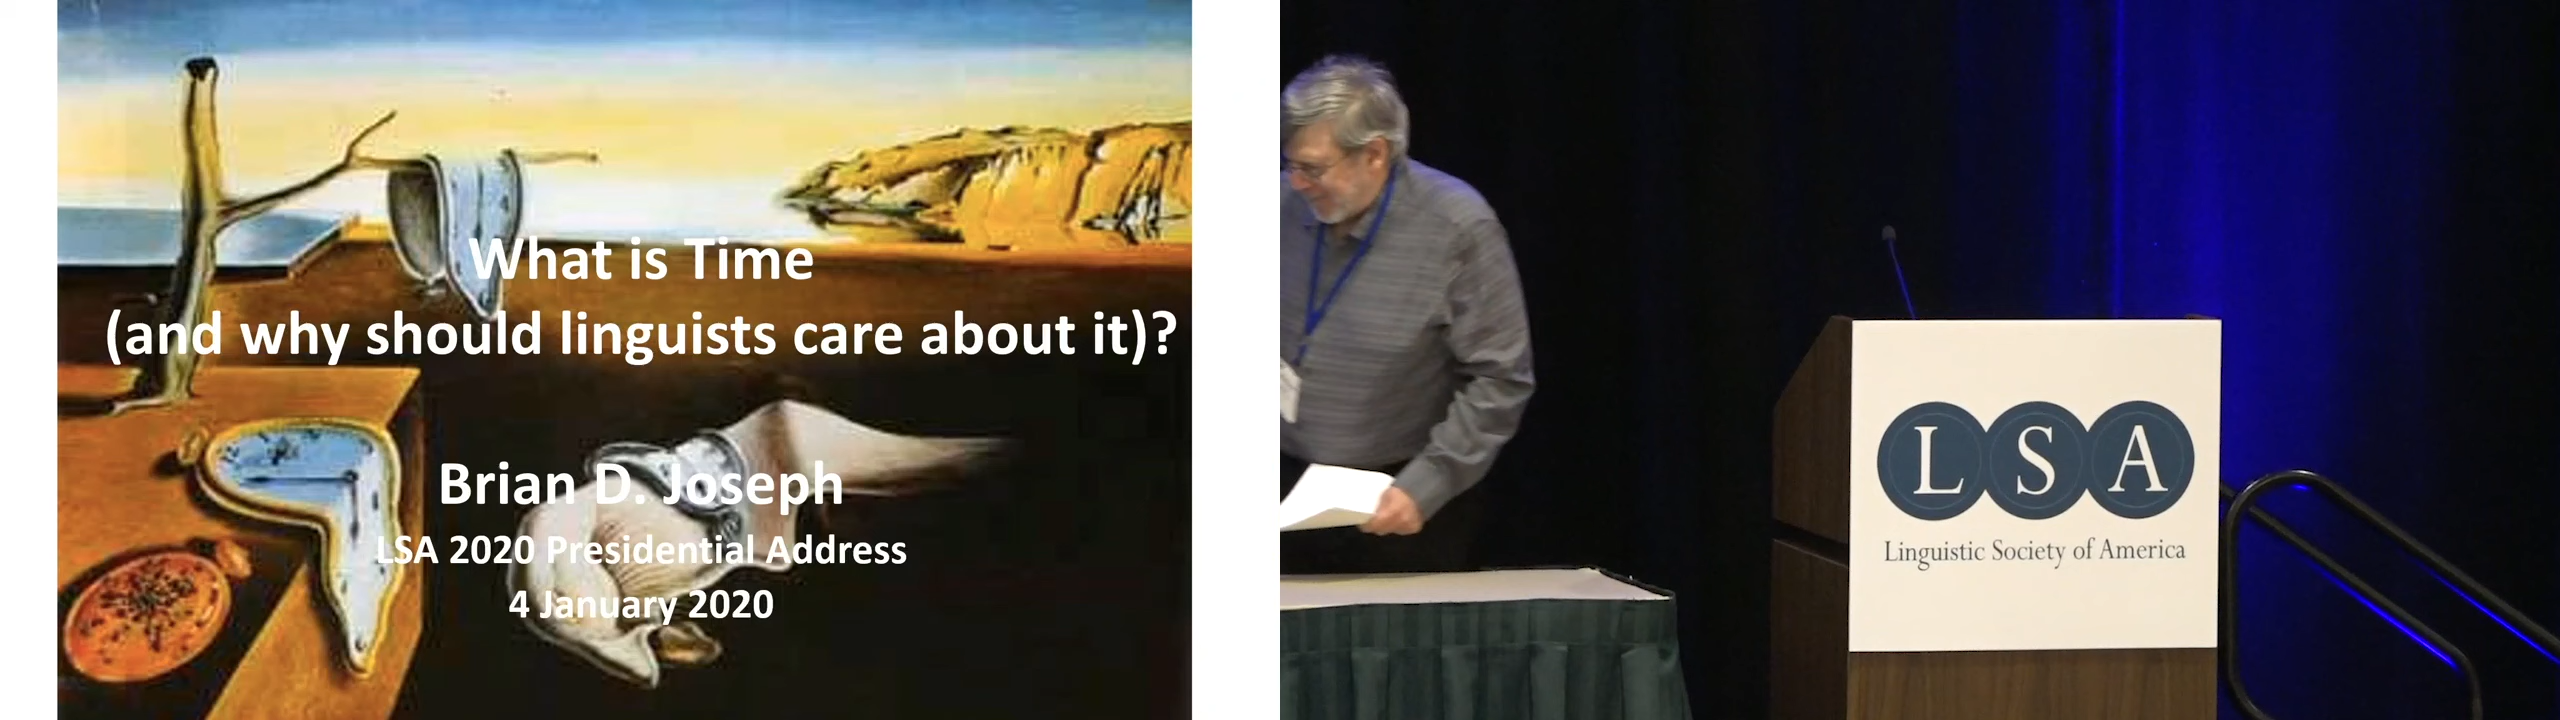 What is Time
(and why should linguists care about it)?
Brian D. Joseph
LSA 2020 Presidential Address
4 January 2020
LSA
Linguistic Society of America